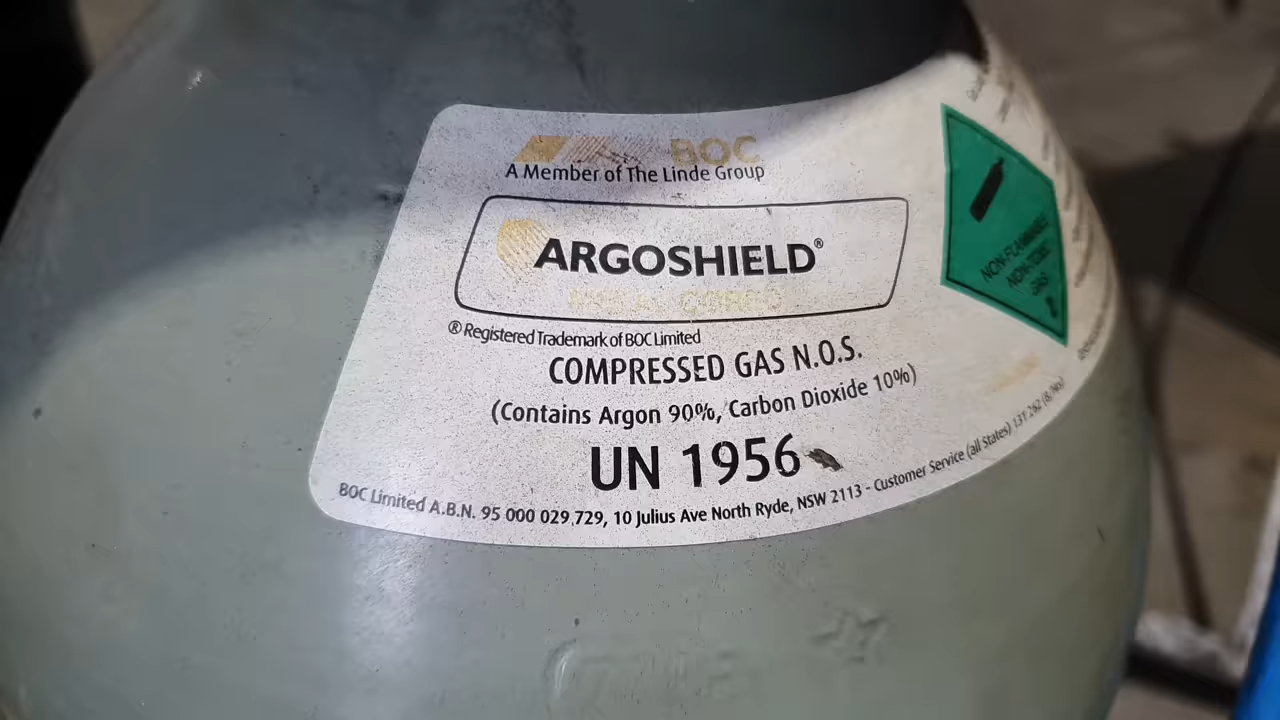 BOC
A Member of The Linde Group
ARGOSHIELD®
® Registered Trademark of BOC Limited
COMPRESSED GAS N.O.S.
(Contains Argon 90%, Carbon Dioxide 10%)
UN 1956
BOC Limited A.B.N. 95 000 029 729, 10 Julius Ave North Ryde, NSW 2113 - Customer Service (all States) 131 262
NON-FLAMMABLE
NON-TOXIC
GAS
2